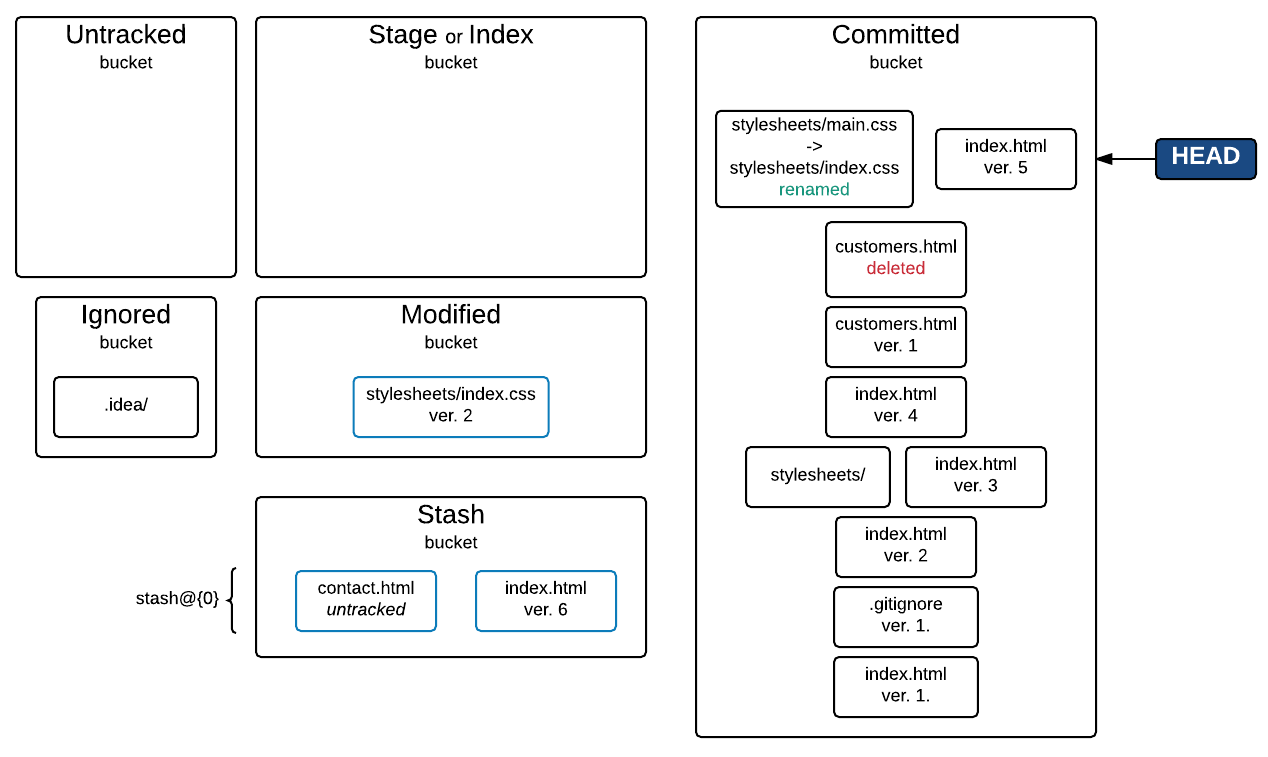 Untracked
bucket
Stage or Index
bucket
Committed
bucket
stylesheets/main.css
->
stylesheets/index.css
renamed
index.html
ver. 5
HEAD
customers.html
deleted
Ignored
bucket
.idea/
Modified
bucket
stylesheets/index.css
ver. 2
customers.html
ver. 1
index.html
ver. 4
stylesheets/
index.html
ver. 3
Stash
bucket
stash@{0}
contact.html
untracked
index.html
ver. 6
index.html
ver. 2
.gitignore
ver. 1.
index.html
ver. 1.